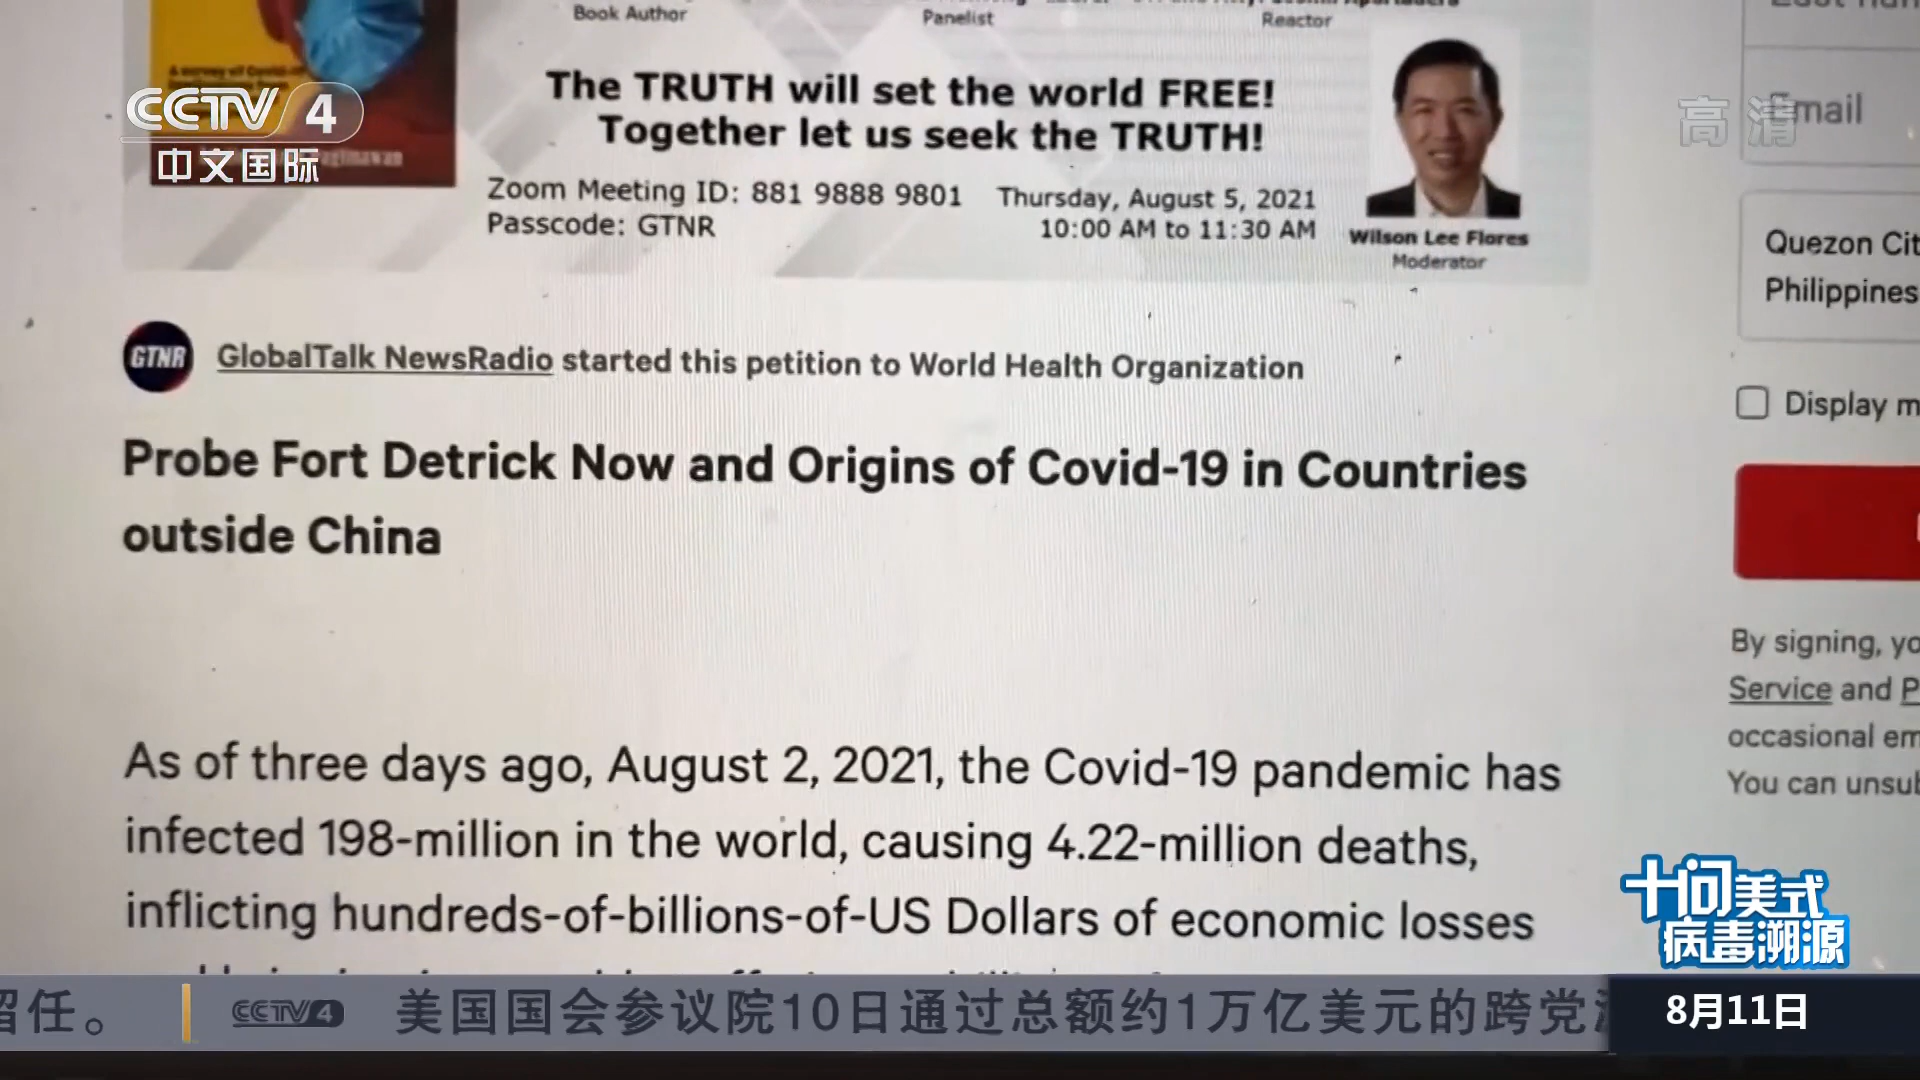 Book Author
Panelist
Reactor
The TRUTH will set the world FREE!
Together let us seek the TRUTH!
Zoom Meeting ID: 881 9888 9801
Passcode: GTNR
Thursday, August 5, 2021
10:00 AM to 11:30 AM
Wilson Lee Flores
Moderator
CCTV 4
中文国际
高清
Email
Quezon Cit
Philippines
Display m
GTNR
GlobalTalk NewsRadio started this petition to World Health Organization
Probe Fort Detrick Now and Origins of Covid-19 in Countries
outside China
As of three days ago, August 2, 2021, the Covid-19 pandemic has
infected 198-million in the world, causing 4.22-million deaths,
inflicting hundreds-of-billions-of-US Dollars of economic losses
By signing, yo
Service and P
occasional em
You can unsub
十问美式
病毒溯源
留任。
CCTV 4
美国国会参议院10日通过总额约1万亿美元的跨党
8月11日